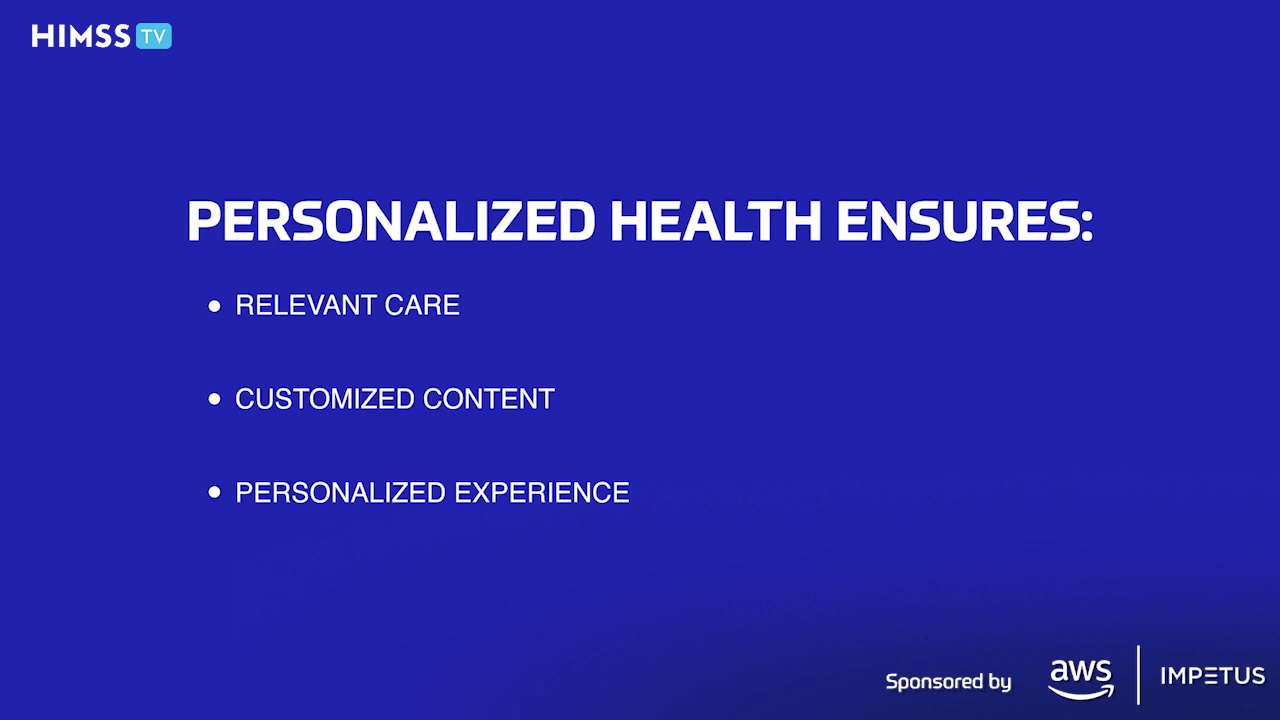 HIMSS TV
PERSONALIZED HEALTH ENSURES:
• RELEVANT CARE
• CUSTOMIZED CONTENT
• PERSONALIZED EXPERIENCE
Sponsored by aws | IMPETUS